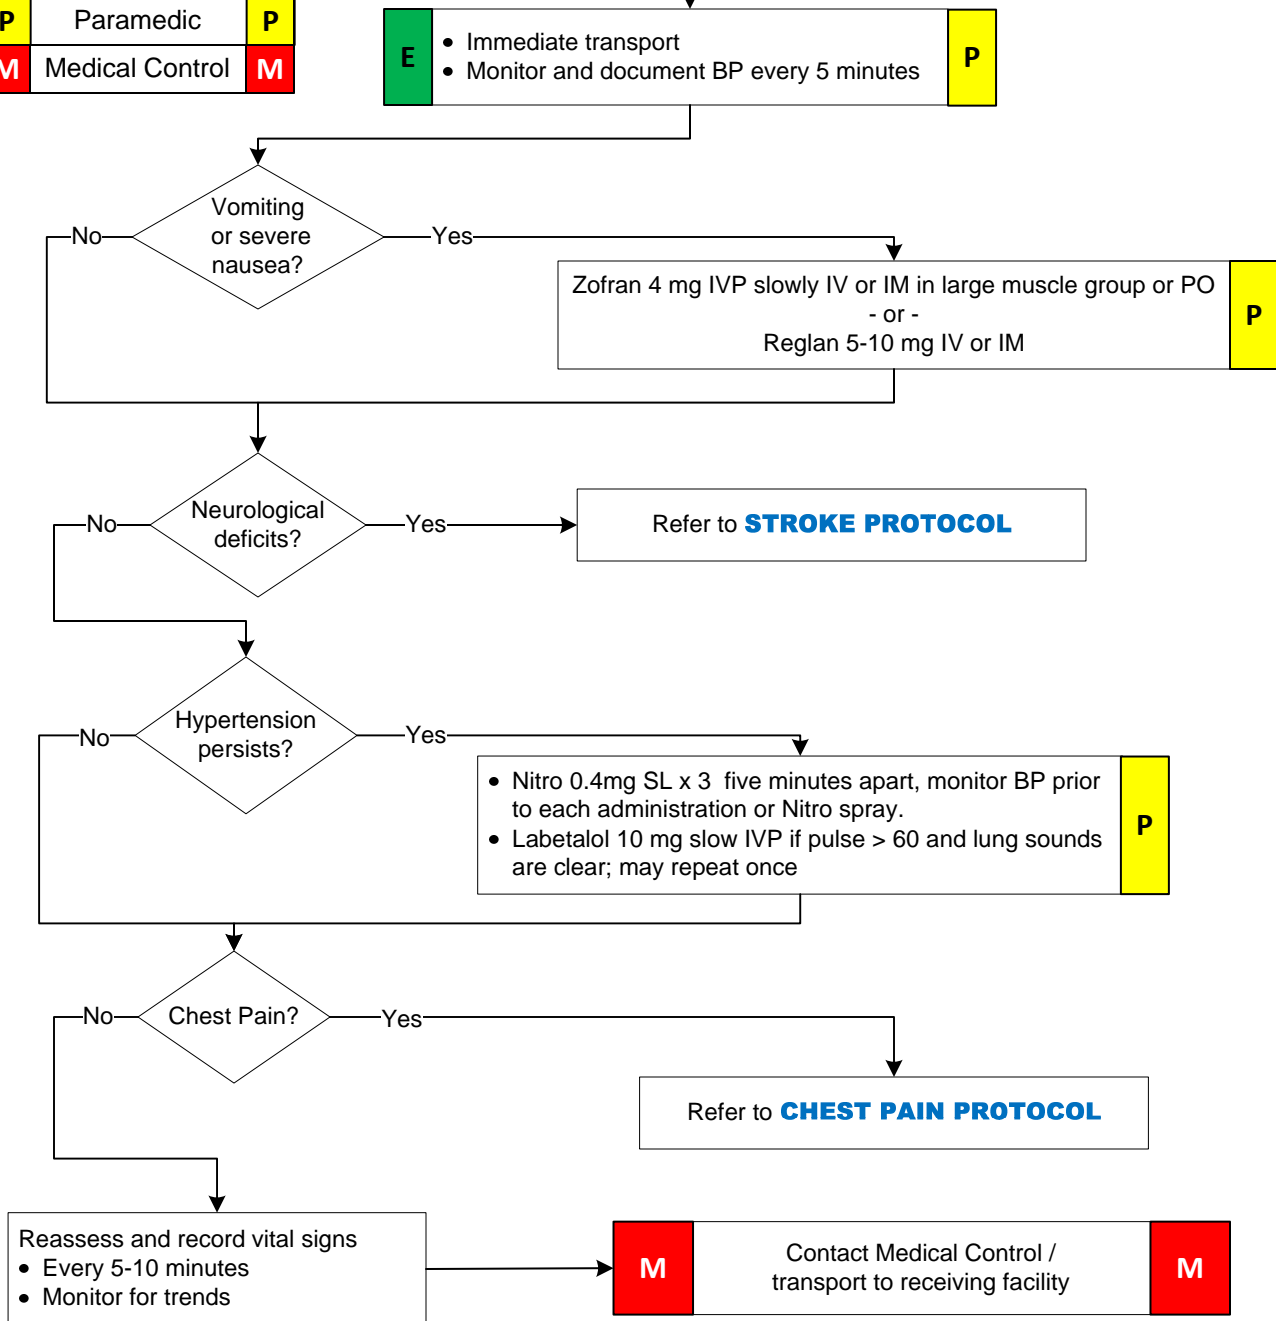 P Paramedic P
M Medical Control M
E
• Immediate transport
• Monitor and document BP every 5 minutes
P
Vomiting
or severe
nausea?
No
Yes
Zofran 4 mg IVP slowly IV or IM in large muscle group or PO
- or -
Reglan 5-10 mg IV or IM
P
Neurological
deficits?
No
Yes
Refer to STROKE PROTOCOL
Hypertension
persists?
No
Yes
• Nitro 0.4mg SL x 3 five minutes apart, monitor BP prior
to each administration or Nitro spray.
• Labetalol 10 mg slow IVP if pulse > 60 and lung sounds
are clear; may repeat once
P
Chest Pain?
No
Yes
Refer to CHEST PAIN PROTOCOL
Reassess and record vital signs
• Every 5-10 minutes
• Monitor for trends
M
Contact Medical Control /
transport to receiving facility
M